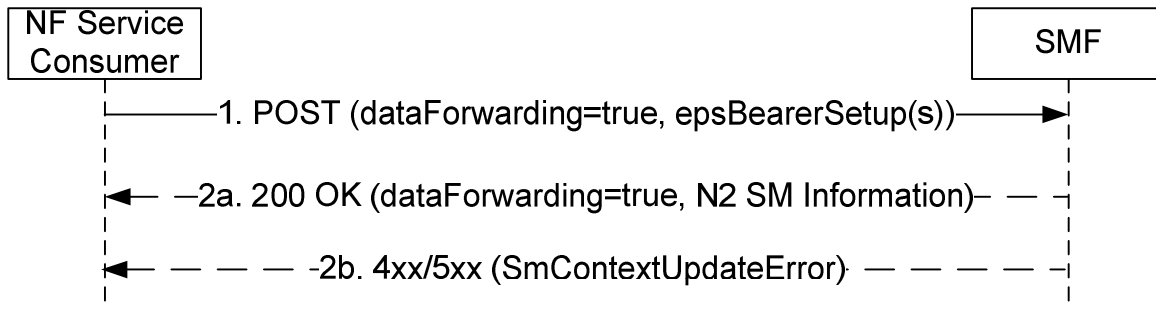 NF Service
Consumer
SMF
1. POST (dataForwarding=true, epsBearerSetup(s))
2a. 200 OK (dataForwarding=true, N2 SM Information)
2b. 4xx/5xx (SmContextUpdateError)